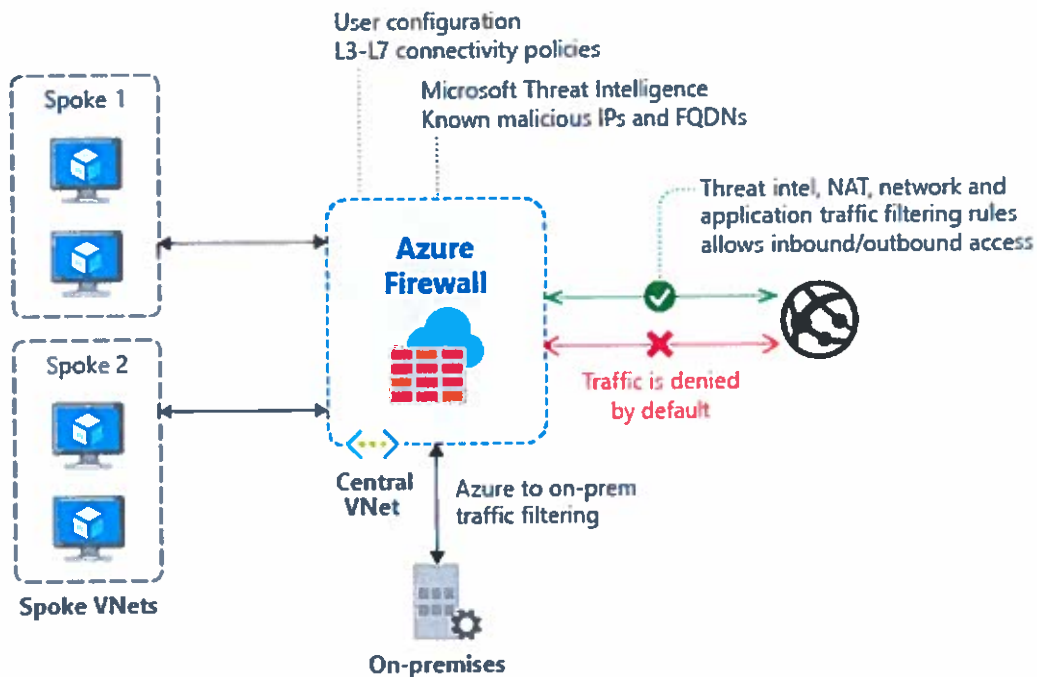 User configuration
L3-L7 connectivity policies
Microsoft Threat Intelligence
Known malicious IPs and FQDNs
Spoke 1
Threat intel, NAT, network and
application traffic filtering rules
allows inbound/outbound access
Azure
Firewall
Traffic is denied
by default
Spoke 2
Central
VNet
Azure to on-prem
traffic filtering
Spoke VNets
On-premises